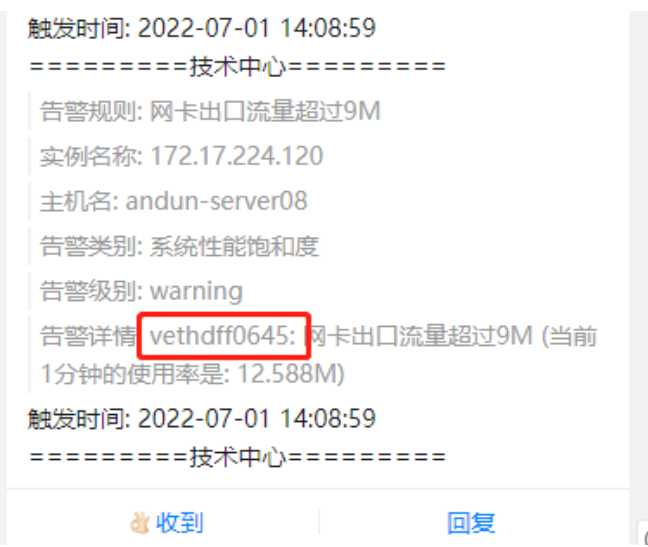 触发时间: 2022-07-01 14:08:59
=========技术中心=========
告警规则: 网卡出口流量超过9M
实例名称: 172.17.224.120
主机名: andun-server08
告警类别: 系统性能饱和度
告警级别: warning
告警详情 vethdff0645: 网卡出口流量超过9M (当前
1分钟的使用率是: 12.588M)
触发时间: 2022-07-01 14:08:59
=========技术中心=========
👌🏻收到
回复